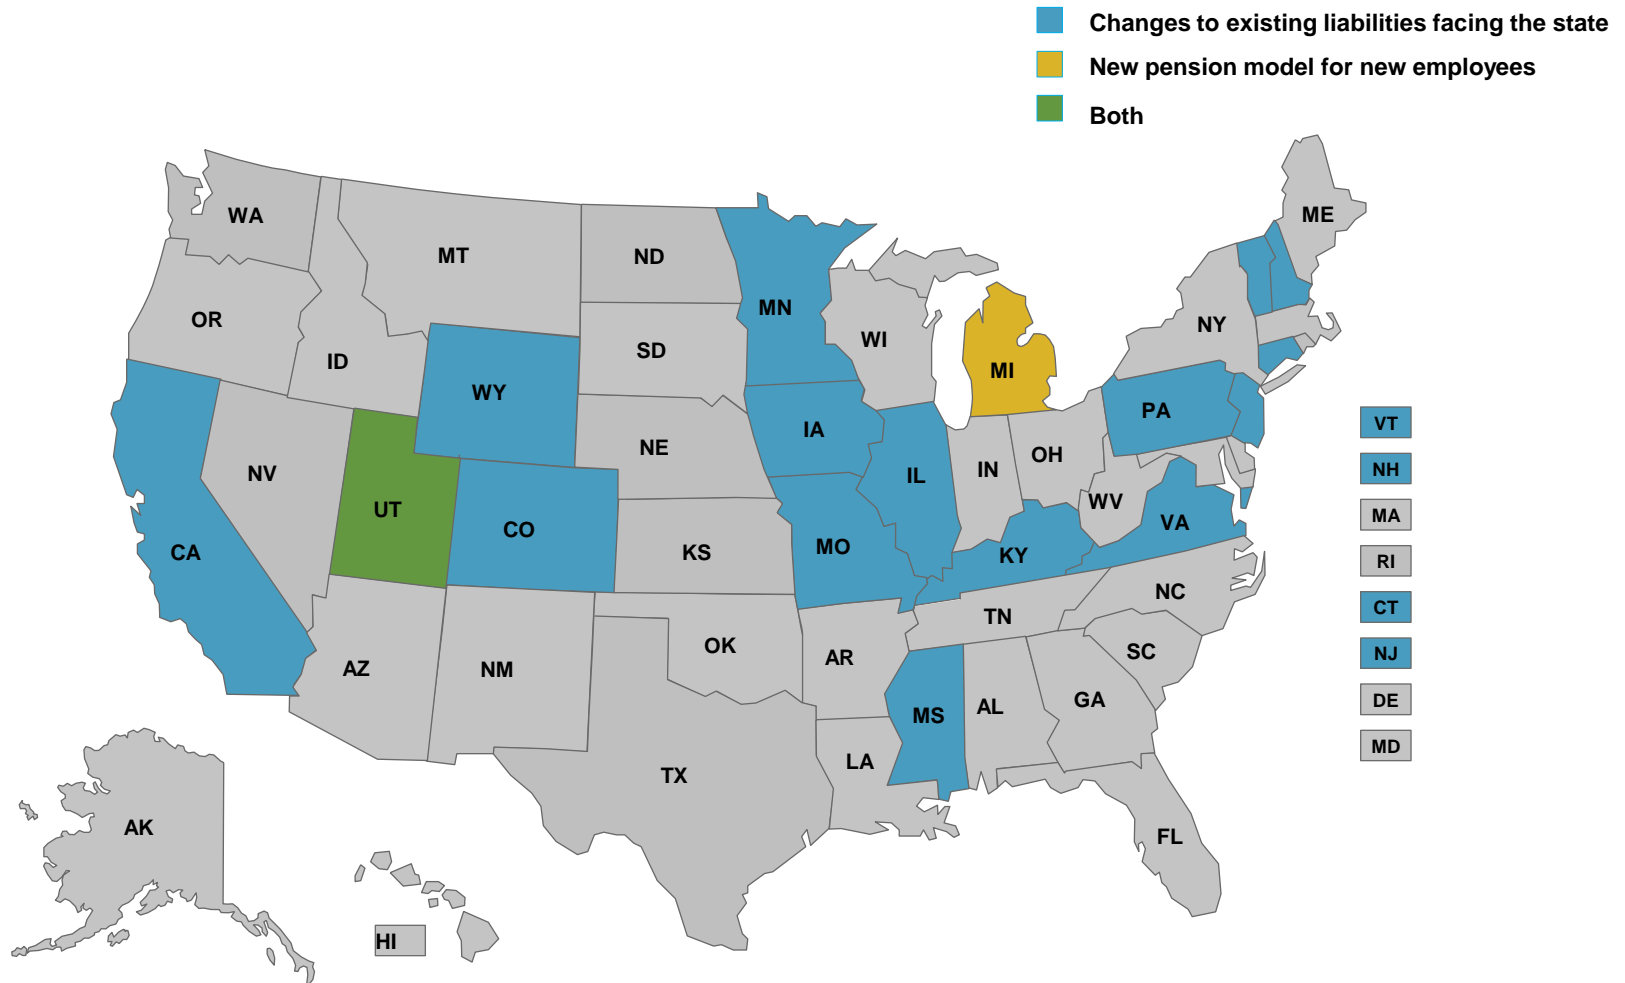 Changes to existing liabilities facing the state
New pension model for new employees
Both
WA
MT
ND
MN
ME
OR
ID
SD
WI
NY
WY
MI
PA
VT
NV
NE
IA
IL
IN
OH
WV
NH
UT
CO
KS
MO
KY
VA
MA
CA
RI
NC
TN
CT
AZ
NM
OK
AR
SC
NJ
MS
AL
GA
DE
TX
LA
MD
AK
FL
HI